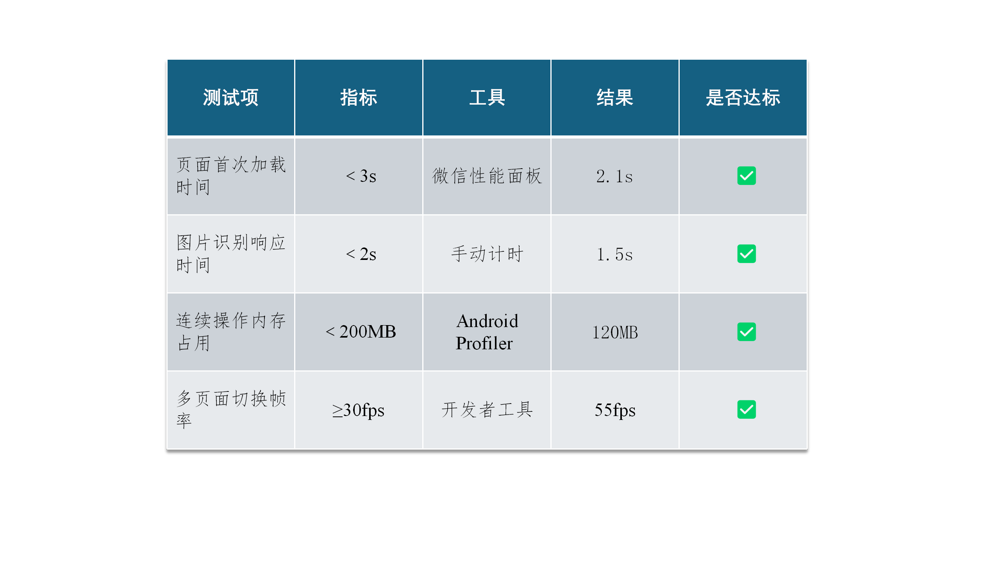 测试项
指标
工具
结果
是否达标
页面首次加载
时间
< 3s
微信性能面板
2.1s
✅
图片识别响应
时间
< 2s
手动计时
1.5s
✅
连续操作内存
占用
< 200MB
Android
Profiler
120MB
✅
多页面切换帧
率
≥30fps
开发者工具
55fps
✅